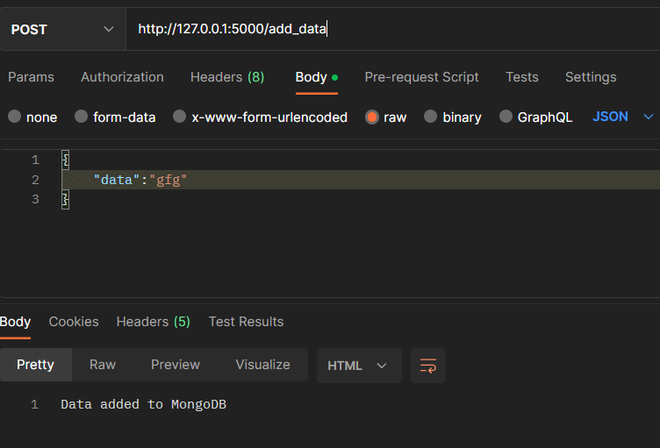 POST http://127.0.0.1:5000/add_data
Params Authorization Headers (8) Body Pre-request Script Tests Settings
none form-data x-www-form-urlencoded raw binary GraphQL JSON
1 {
2 "data":"gfg"
3 }
Body Cookies Headers (5) Test Results
Pretty Raw Preview Visualize HTML
1 Data added to MongoDB